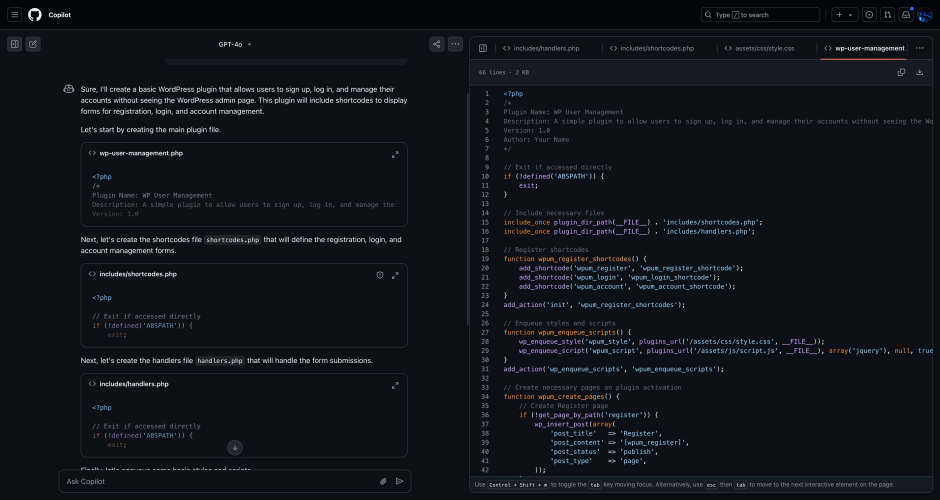 Copilot
Type / to search
GPT-4o
Sure, I'll create a basic WordPress plugin that allows users to sign up, log in, and manage their
accounts without seeing the WordPress admin page. This plugin will include shortcodes to display
forms for registration, login, and account management.
Let's start by creating the main plugin file.
wp-user-management.php
<?php
/*
Plugin Name: WP User Management
Description: A simple plugin to allow users to sign up, log in, and manage the:
Version: 1.0
Next, let's create the shortcodes file shortcodes.php that will define the registration, login, and
account management forms.
includes/shortcodes.php
<?php
// Exit if accessed directly
if (!defined('ABSPATH')) {
exit;
Next, let's create the handlers file handlers.php that will handle the form submissions.
includes/handlers.php
<?php
// Exit if accessed directly
if (!defined('ABSPATH')) {
exit;
Ask Copilot
includes/handlers.php
includes/shortcodes.php
assets/css/style.css
wp-user-management
66 lines · 2 KB
1 <?php
2 /*
3 Plugin Name: WP User Management
4 Description: A simple plugin to allow users to sign up, log in, and manage their accounts without seeing the Wo
5 Version: 1.0
6 Author: Your Name
7 */
8
9 // Exit if accessed directly
10 if (!defined('ABSPATH')) {
11 exit;
12 }
13
14 // Include necessary files
15 include_once plugin_dir_path(__FILE__) . 'includes/shortcodes.php';
16 include_once plugin_dir_path(__FILE__) . 'includes/handlers.php';
17
18 // Register shortcodes
19 function wpum_register_shortcodes() {
20 add_shortcode('wpum_register', 'wpum_register_shortcode');
21 add_shortcode('wpum_login', 'wpum_login_shortcode');
22 add_shortcode('wpum_account', 'wpum_account_shortcode');
23 }
24 add_action('init', 'wpum_register_shortcodes');
25
26 // Enqueue styles and scripts
27 function wpum_enqueue_scripts() {
28 wp_enqueue_style('wpum_style', plugins_url('/assets/css/style.css', __FILE__));
29 wp_enqueue_script('wpum_script', plugins_url('/assets/js/script.js', __FILE__), array('jquery'), null, true
30 }
31 add_action('wp_enqueue_scripts', 'wpum_enqueue_scripts');
32
33 // Create necessary pages on plugin activation
34 function wpum_create_pages() {
35 // Create Register page
36 if (!get_page_by_path('register')) {
37 wp_insert_post(array(
38 'post_title' => 'Register',
39 'post_content' => '[wpum_register]',
40 'post_status' => 'publish',
41 'post_type' => 'page',
42 ));
Use Control + Shift + m to toggle the tab key moving focus. Alternatively, use esc then tab to move to the next interactive element on the page.